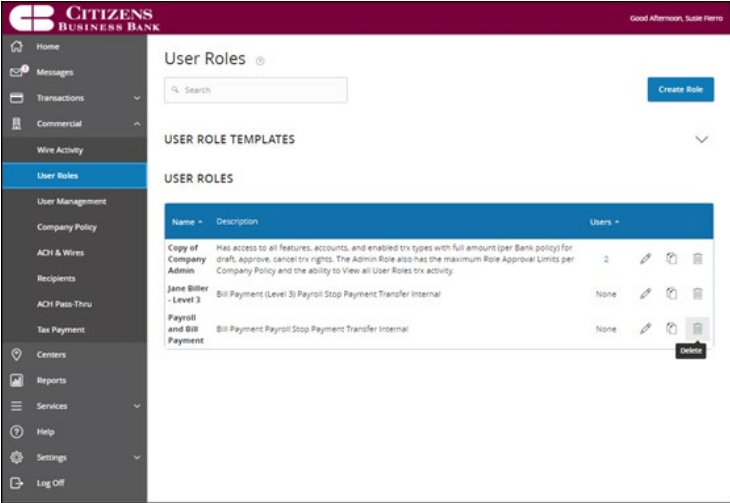 CITIZENS
BUSINESS BANK
Good Afternoon, Susie Fierro
Home
Messages
Transactions
Commercial
Wire Activity
User Roles
User Management
Company Policy
ACH & Wires
Recipients
ACH Pass-Thru
Tax Payment
Centers
Reports
Services
Help
Settings
Log Off
User Roles
Search
Create Role
USER ROLE TEMPLATES
USER ROLES
Name Description Users
Copy of Company Admin
Has access to all features, accounts, and enabled trx types with full amount (per Bank policy) for
draft, approve, cancel trx rights. The Admin Role also has the maximum Role Approval Limits per
Company Policy and the ability to View all User Roles trx activity.
2
Jane Biller
- Level 3
Bill Payment (Level 3) Payroll Stop Payment Transfer Internal
None
Payroll
and Bill
Payment
Bill Payment Payroll Stop Payment Transfer Internal
None
Delete